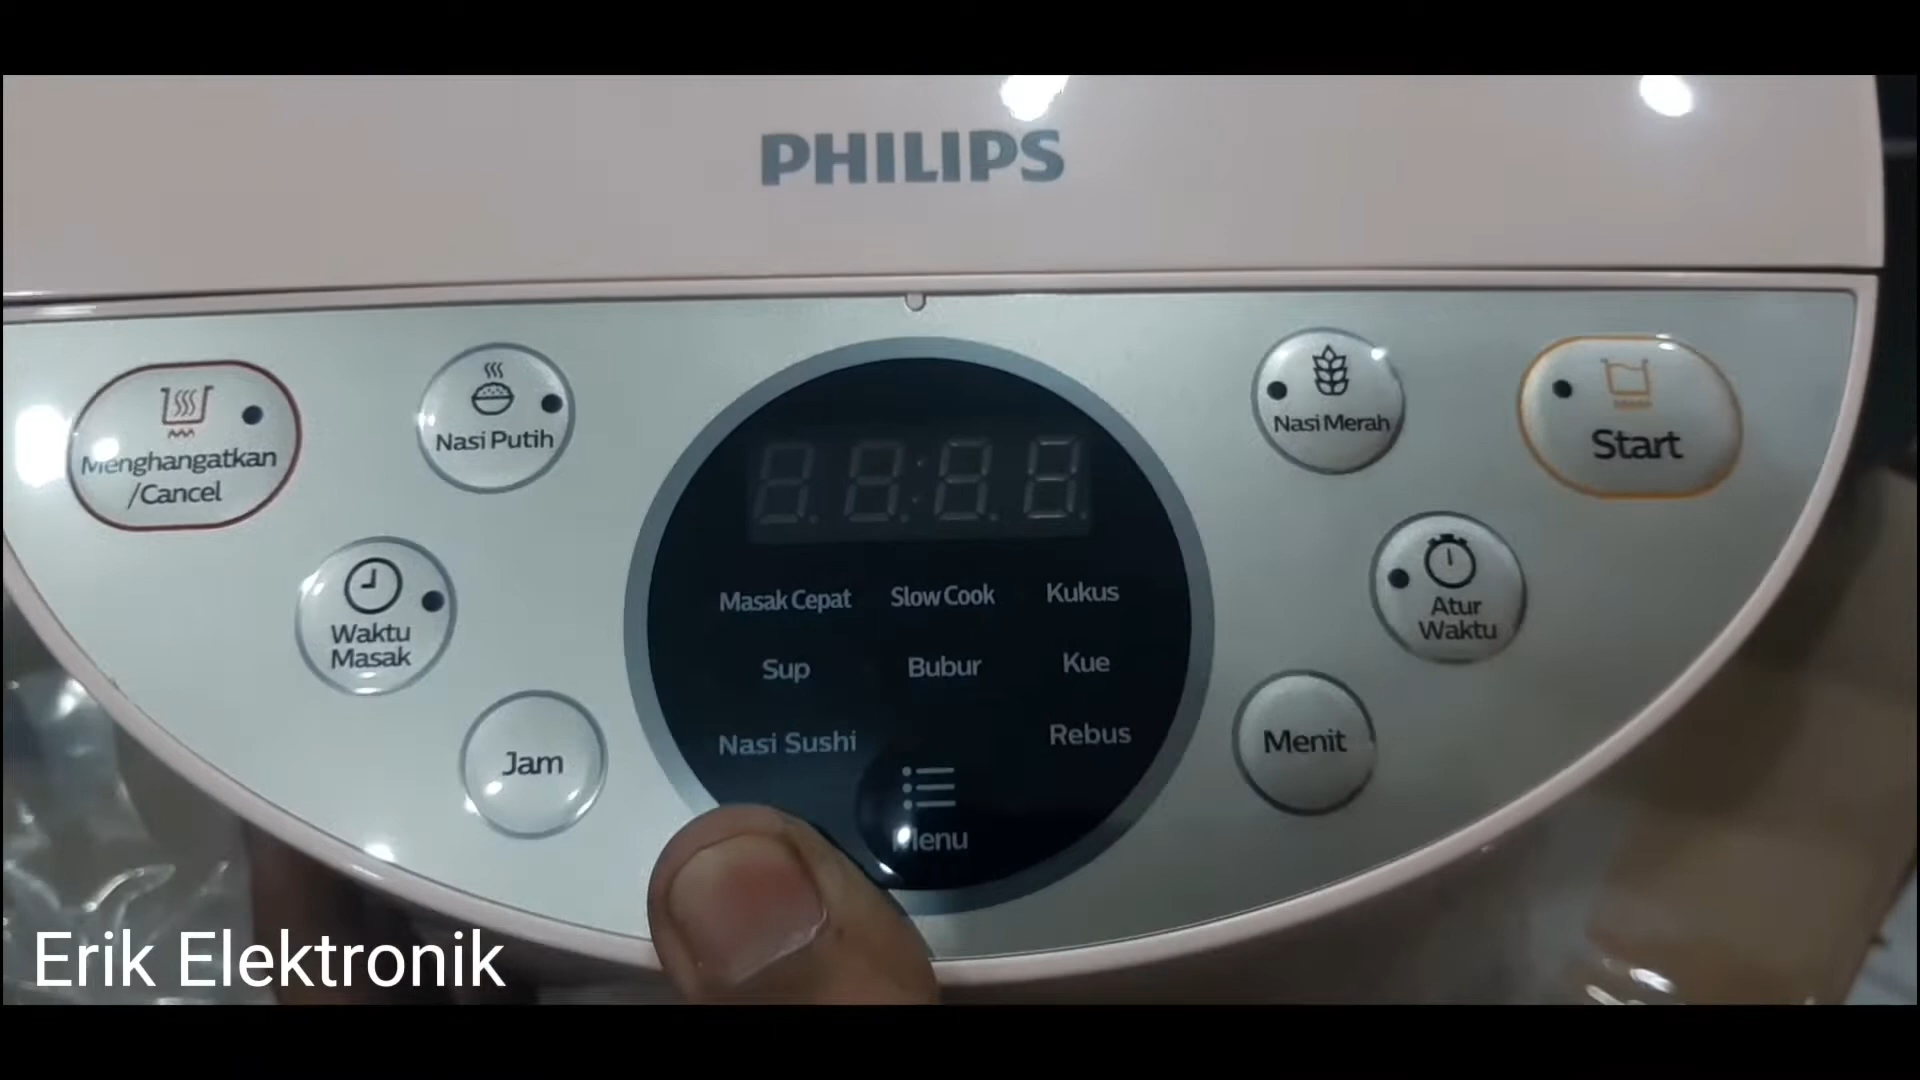 PHILIPS
Menghangatkan
/Cancel
Nasi Putih
Nasi Merah
Start
Waktu
Masak
Masak Cepat
Slow Cook
Kukus
Atur
Waktu
Sup
Bubur
Kue
Jam
Nasi Sushi
Rebus
Menit
Menu
Erik Elektronik